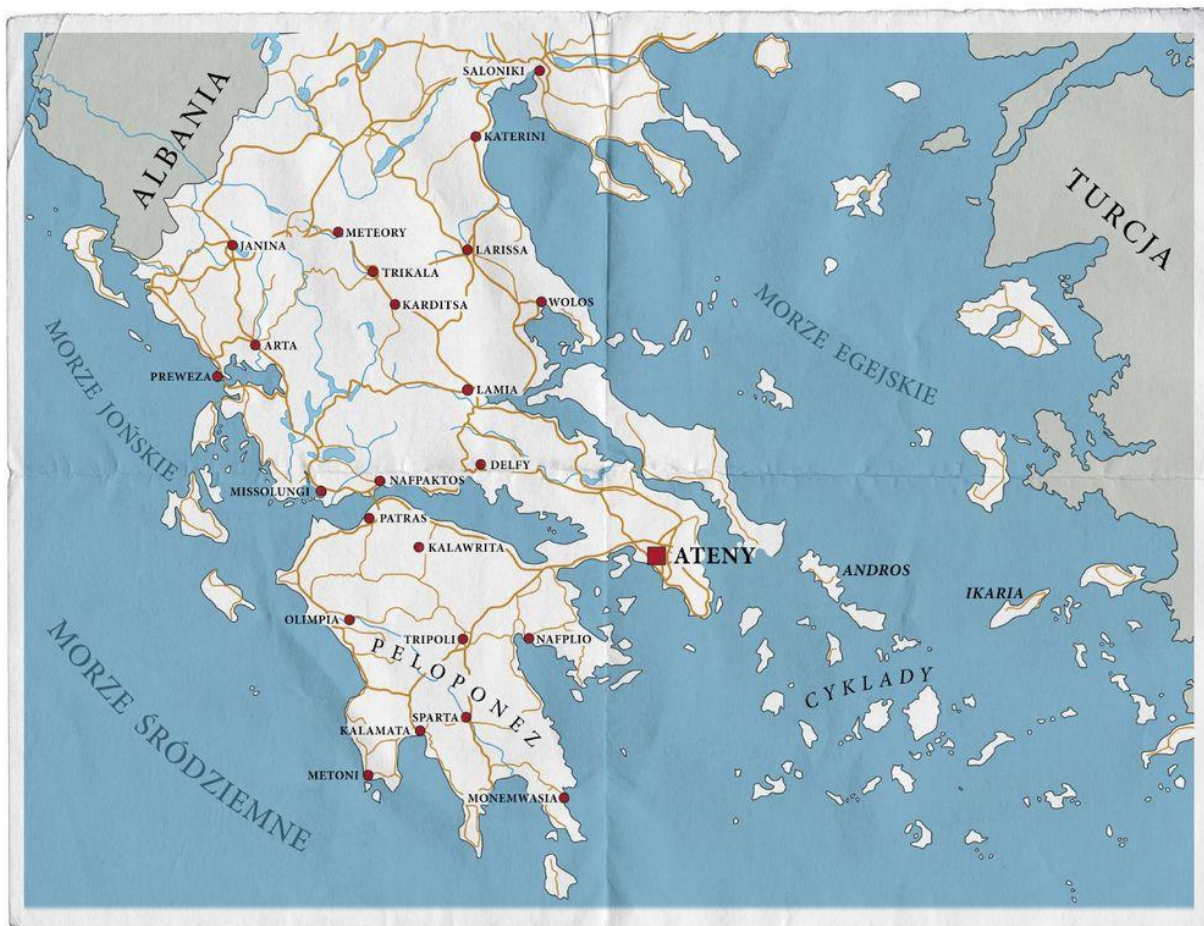 SALONIKI
ALBANIA
KATERINI
TURCJA
METEORY
JANINA
LARISSA
TRIKALA
KARDITSA
WOLOS
MORZE EGEJSKIE
ARTA
PREWEZA
MORZE JOŃSKIE
LAMIA
DELFY
NAFPAKTOS
MISSOLUNGI
PATRAS
KALAWRITA
ATENY
ANDROS
IKARIA
OLIMPIA
TRIPOLI
NAFPLIO
PELOPONEZ
CYKLADY
MORZE ŚRÓDZIEMNE
SPARTA
KALAMATA
METONI
MONEMWASIA